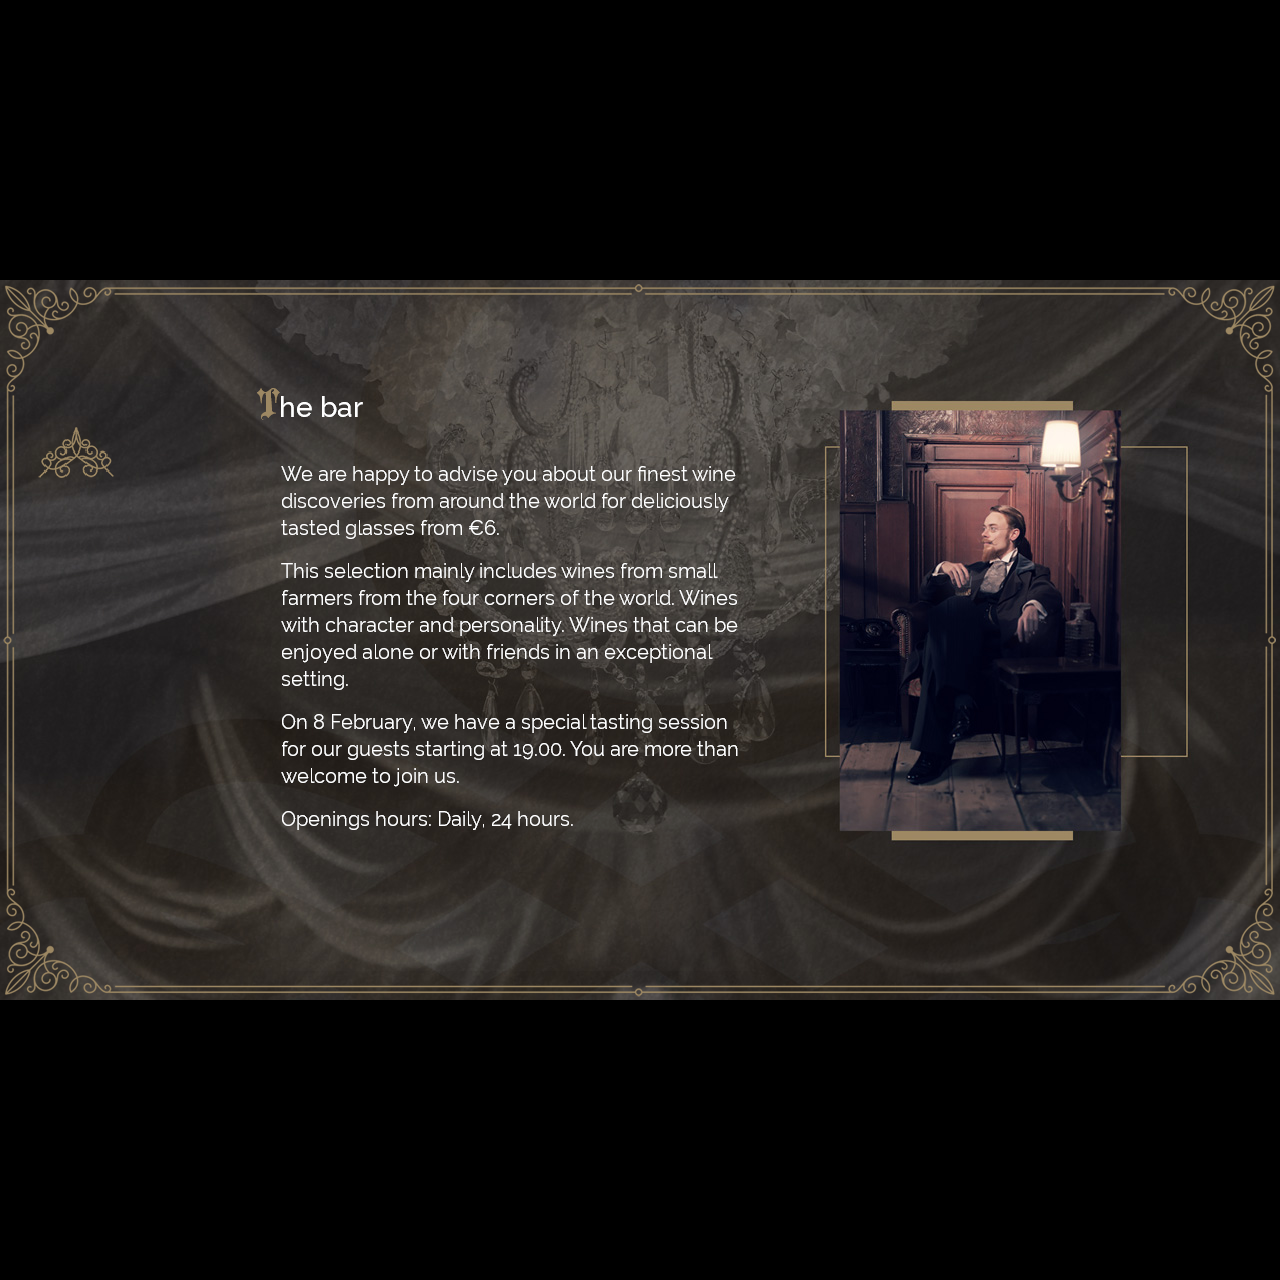 The bar
We are happy to advise you about our finest wine
discoveries from around the world for deliciously
tasted glasses from €6.
This selection mainly includes wines from small
farmers from the four corners of the world. Wines
with character and personality. Wines that can be
enjoyed alone or with friends in an exceptional
setting.
On 8 February, we have a special tasting session
for our guests starting at 19.00. You are more than
welcome to join us.
Openings hours: Daily, 24 hours.